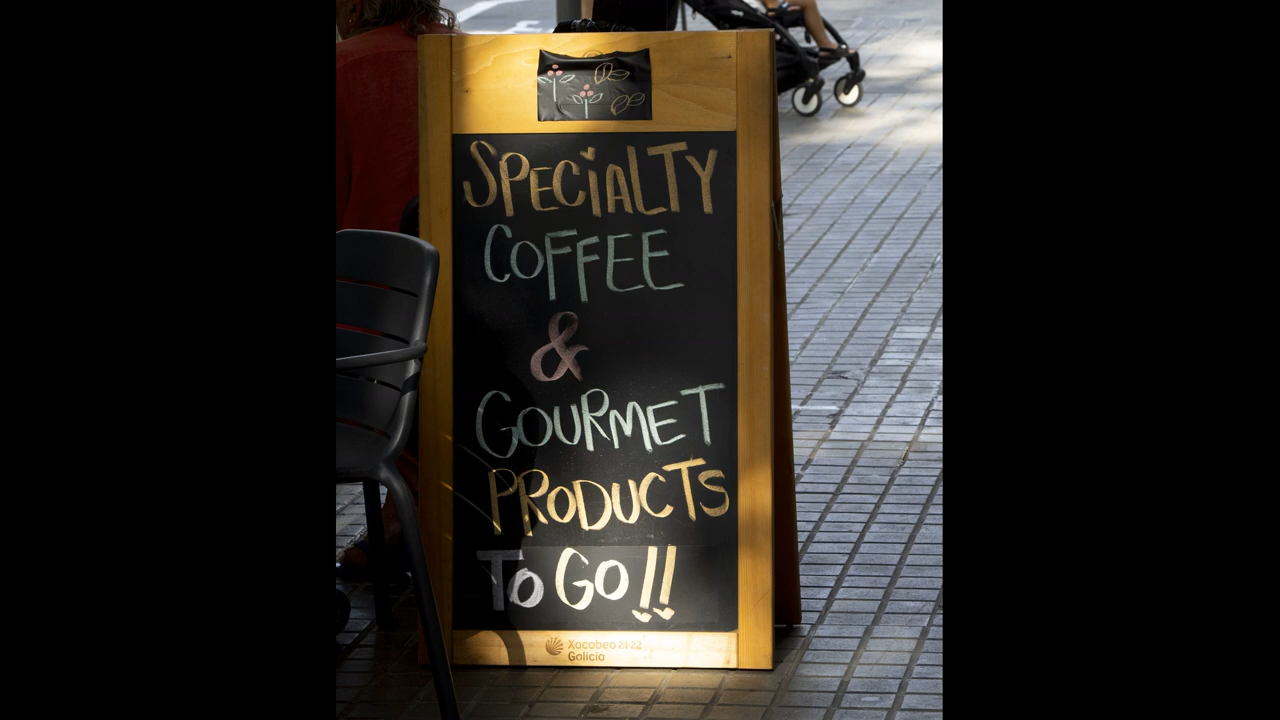 SPECiALTY
COFFEE
&
GOURMET
PRODUCTS
TO GO!!
Xacobeo 21·22
Galicia